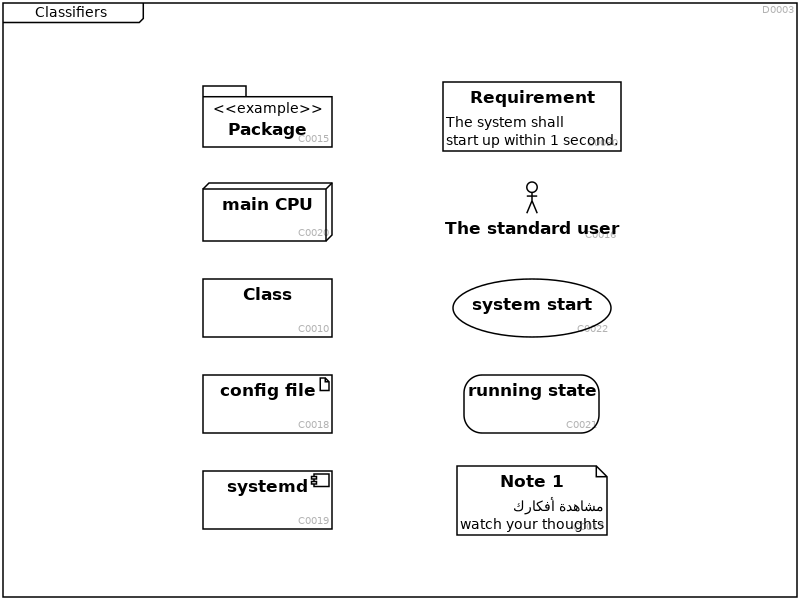 Classifiers
D0003
<<example>>
Package
C0015
Requirement
The system shall
start up within 1 second.
main CPU
C0020
The standard user
C0016
Class
C0010
system start
C0022
config file
C0018
running state
C0021
systemd
C0019
Note 1
مشاهدة أفكارك
watch your thoughts